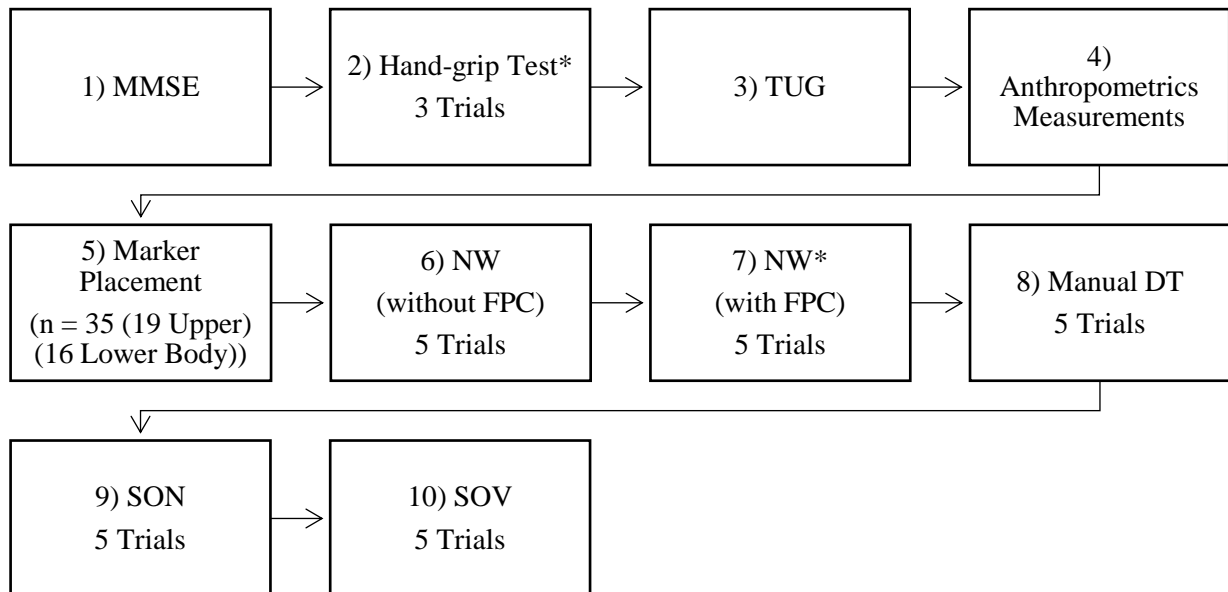 1) MMSE
2) Hand-grip Test*
3 Trials
3) TUG
4)
Anthropometrics
Measurements
5) Marker
Placement
(n = 35 (19 Upper)
(16 Lower Body))
6) NW
(without FPC)
5 Trials
7) NW*
(with FPC)
5 Trials
8) Manual DT
5 Trials
9) SON
5 Trials
10) SOV
5 Trials